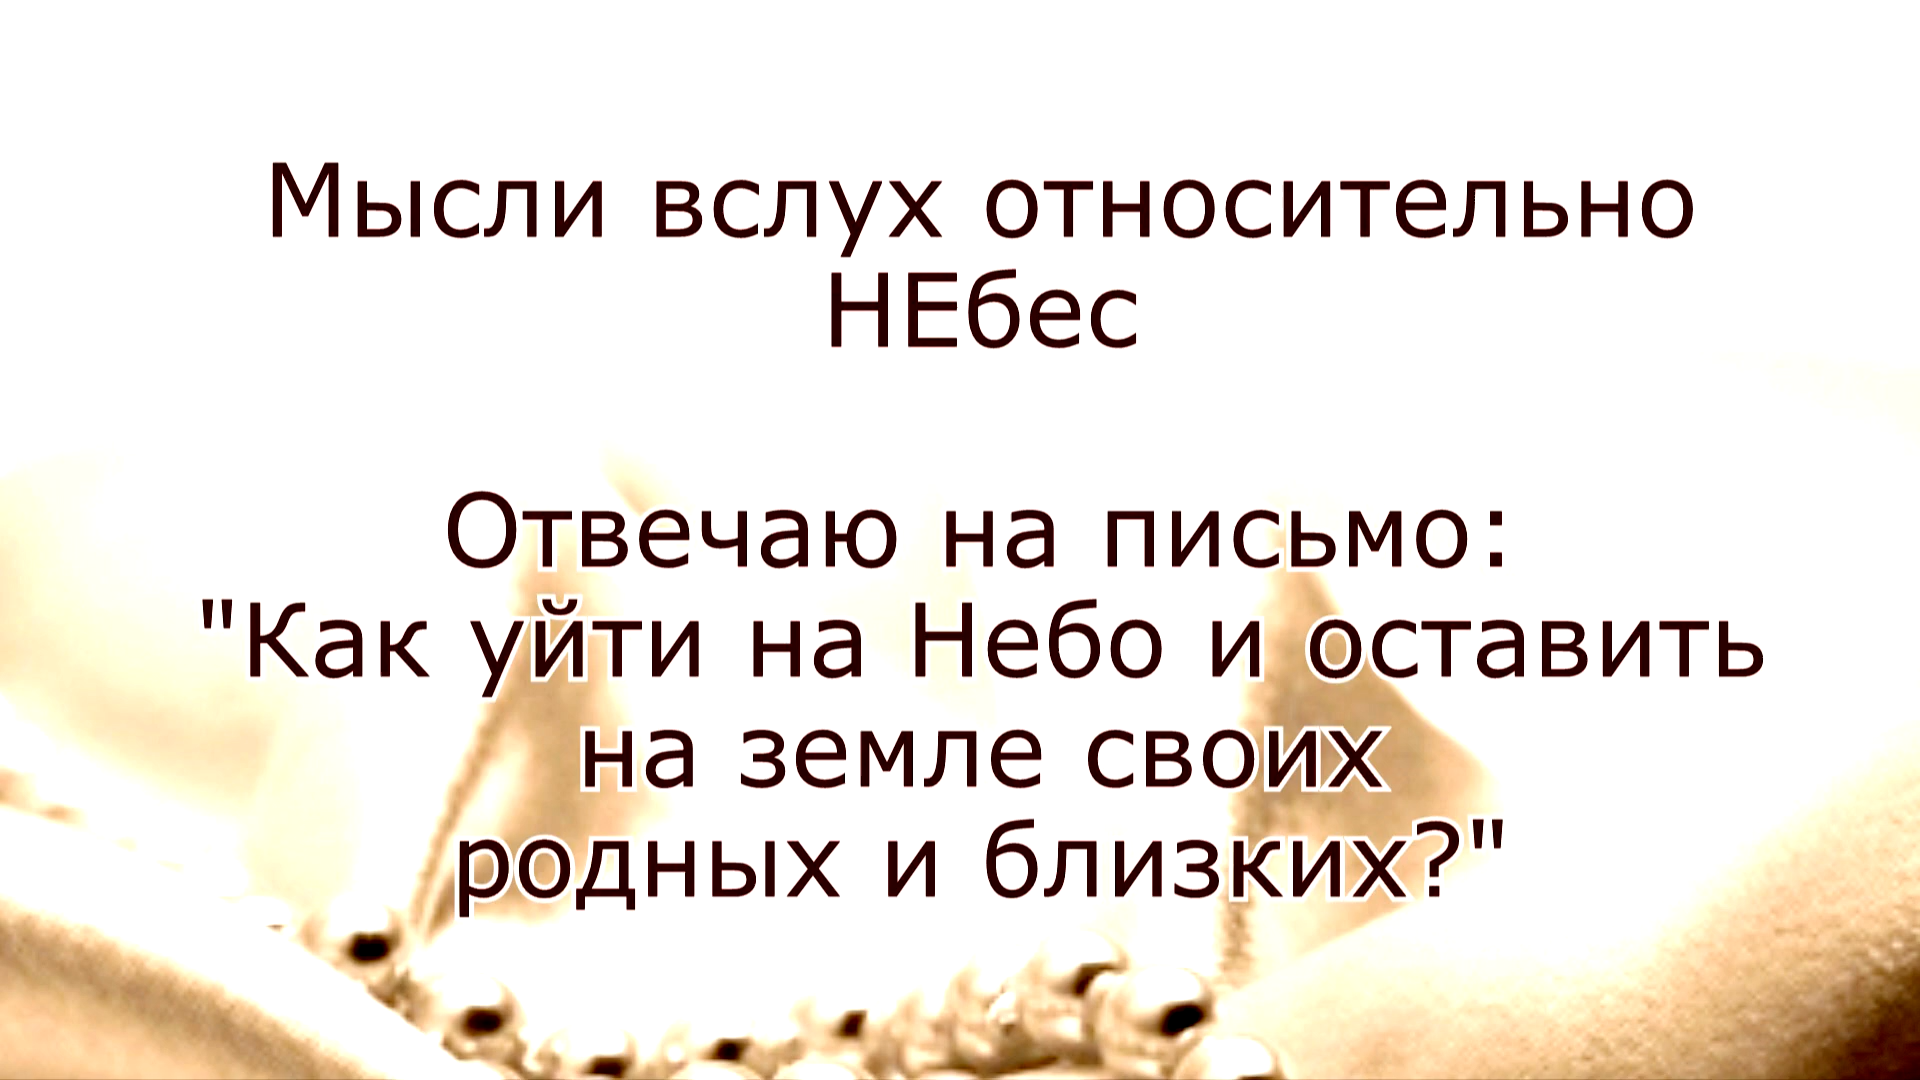 Мысли вслух относительно
НЕбес
Отвечаю на письмо:
"Как уйти на Небо и оставить
на земле своих
родных и близких?"